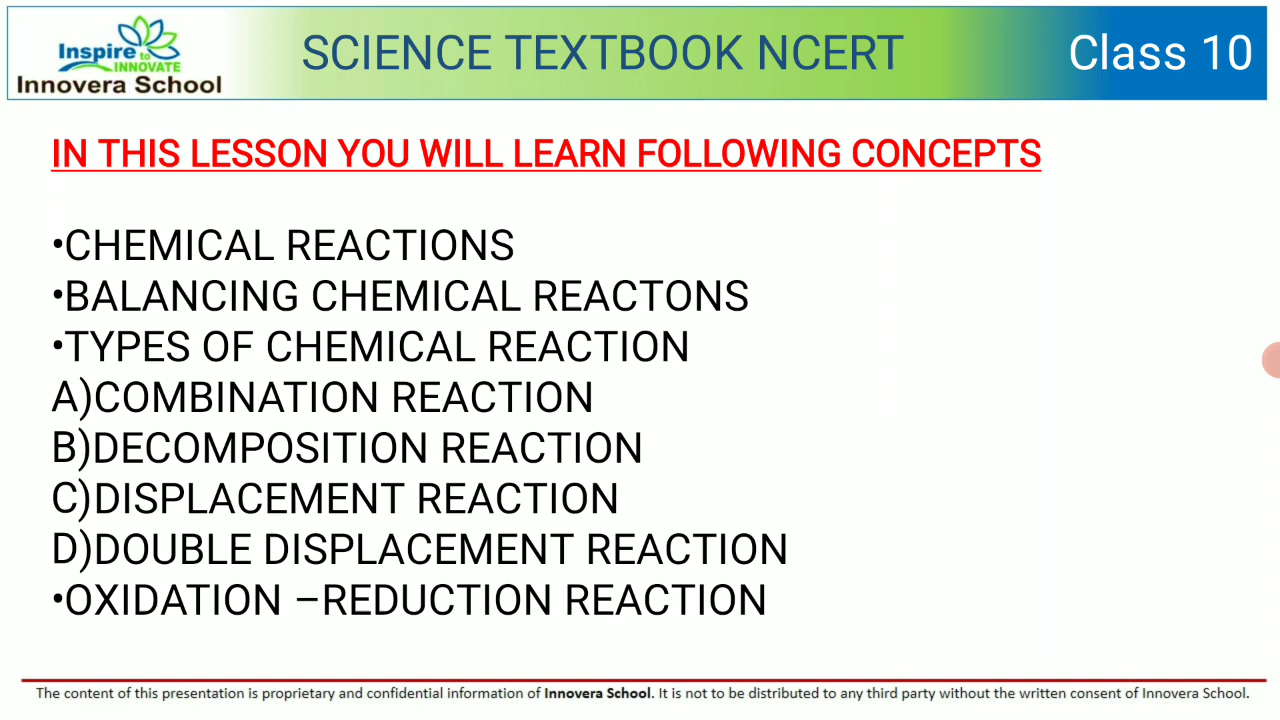 Inspire to
INNOVATE
Innovera School
SCIENCE TEXTBOOK NCERT
Class 10
IN THIS LESSON YOU WILL LEARN FOLLOWING CONCEPTS
•CHEMICAL REACTIONS
•BALANCING CHEMICAL REACTONS
•TYPES OF CHEMICAL REACTION
A)COMBINATION REACTION
B)DECOMPOSITION REACTION
C)DISPLACEMENT REACTION
D)DOUBLE DISPLACEMENT REACTION
•OXIDATION –REDUCTION REACTION
The content of this presentation is proprietary and confidential information of Innovera School. It is not to be distributed to any third party without the written consent of Innovera School.